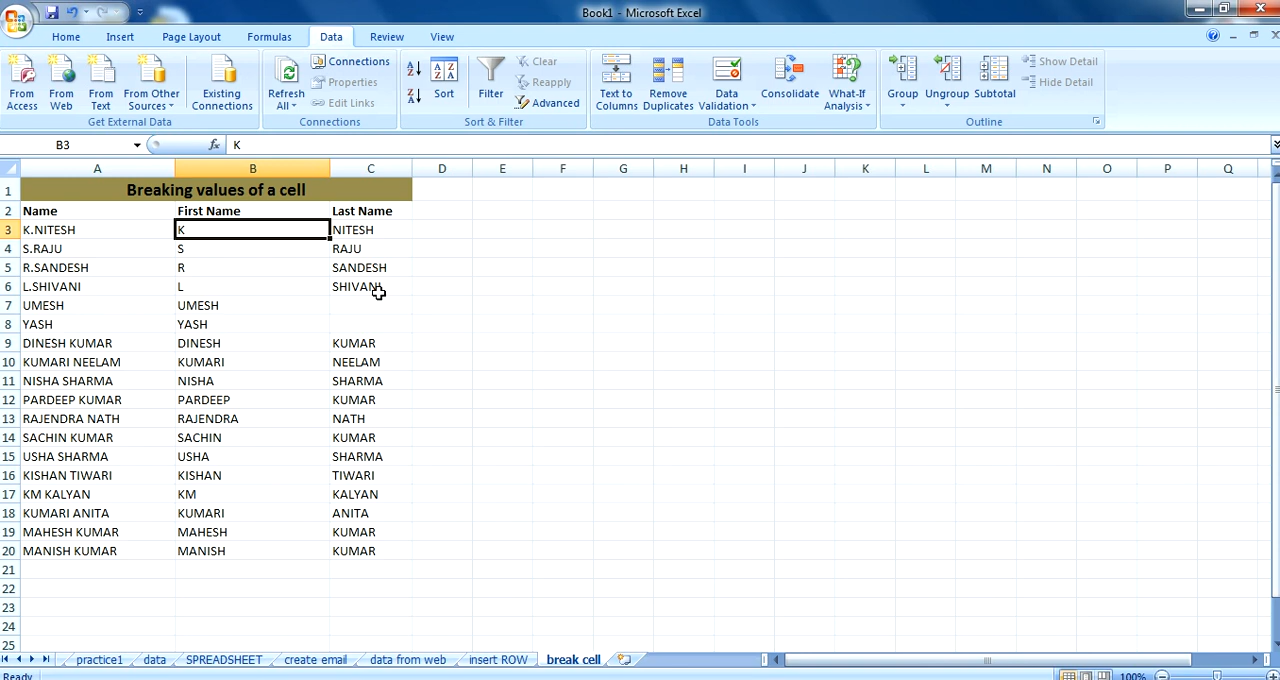 Book1 - Microsoft Excel
Home Insert Page Layout Formulas Data Review View
From Access From Web From Text From Other Sources Existing Connections Refresh All Connections Properties Edit Links Sort Filter Clear Reapply Advanced Text to Columns Remove Duplicates Data Validation Consolidate What-If Analysis Group Ungroup Subtotal Show Detail Hide Detail
Get External Data Connections Sort & Filter Data Tools Outline
B3 fx K
A B C D E F G H I J K L M N O P Q
1 Breaking values of a cell
2 Name First Name Last Name
3 K.NITESH K NITESH
4 S.RAJU S RAJU
5 R.SANDESH R SANDESH
6 L.SHIVANI L SHIVANI
7 UMESH UMESH
8 YASH YASH
9 DINESH KUMAR DINESH KUMAR
10 KUMARI NEELAM KUMARI NEELAM
11 NISHA SHARMA NISHA SHARMA
12 PARDEEP KUMAR PARDEEP KUMAR
13 RAJENDRA NATH RAJENDRA NATH
14 SACHIN KUMAR SACHIN KUMAR
15 USHA SHARMA USHA SHARMA
16 KISHAN TIWARI KISHAN TIWARI
17 KM KALYAN KM KALYAN
18 KUMARI ANITA KUMARI ANITA
19 MAHESH KUMAR MAHESH KUMAR
20 MANISH KUMAR MANISH KUMAR
21
22
23
24
25
practice1 data SPREADSHEET create email data from web insert ROW break cell
Ready 100%